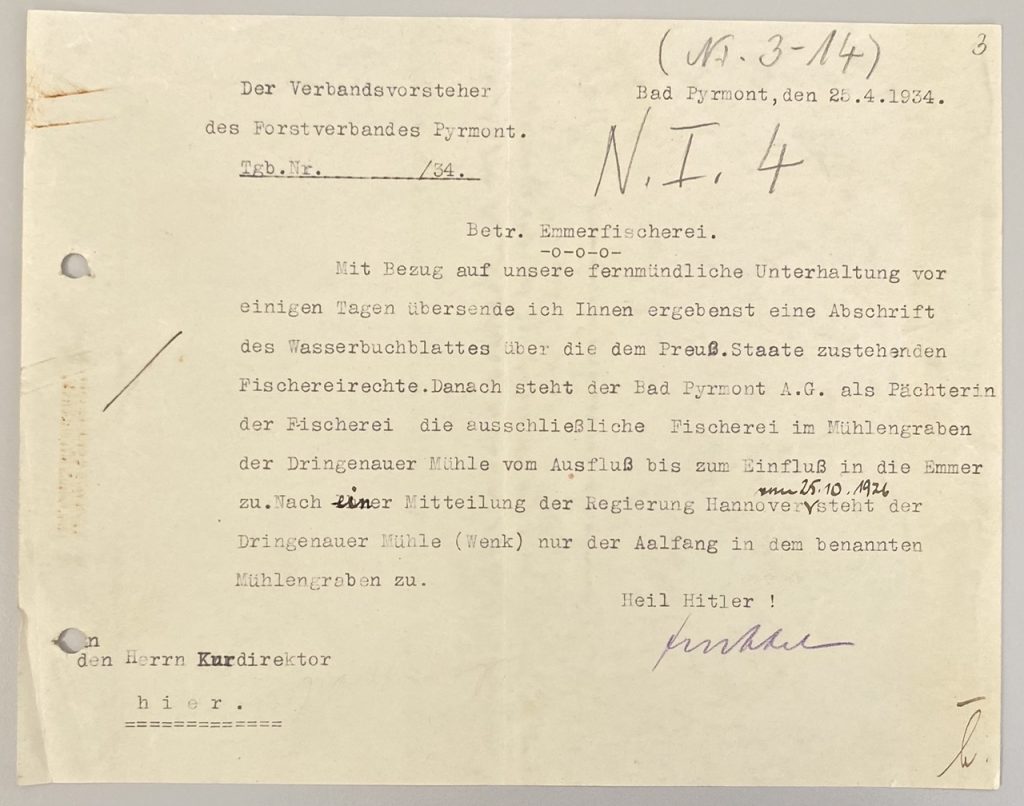 (N.I. 3-14)
3
Der Verbandsvorsteher
Bad Pyrmont, den 25.4.1934.
des Forstverbandes Pyrmont.
N.I. 4
Tgb.Nr. /34.
Betr. Emmerfischerei.
-o-o-o-
Mit Bezug auf unsere fernmündliche Unterhaltung vor
einigen Tagen übersende ich Ihnen ergebenst eine Abschrift
des Wasserbuchblattes über die dem Preuß.Staate zustehenden
Fischereirechte.Danach steht der Bad Pyrmont A.G. als Pächterin
der Fischerei die ausschließliche Fischerei im Mühlengraben
der Dringenauer Mühle vom Ausfluß bis zum Einfluß in die Emmer
vom 25.10.1926
zu.Nach einer Mitteilung der Regierung Hannover steht der
Dringenauer Mühle (Wenk) nur der Aalfang in dem benannten
Mühlengraben zu.
Heil Hitler !
den Herrn Kurdirektor
h i e r .
=============